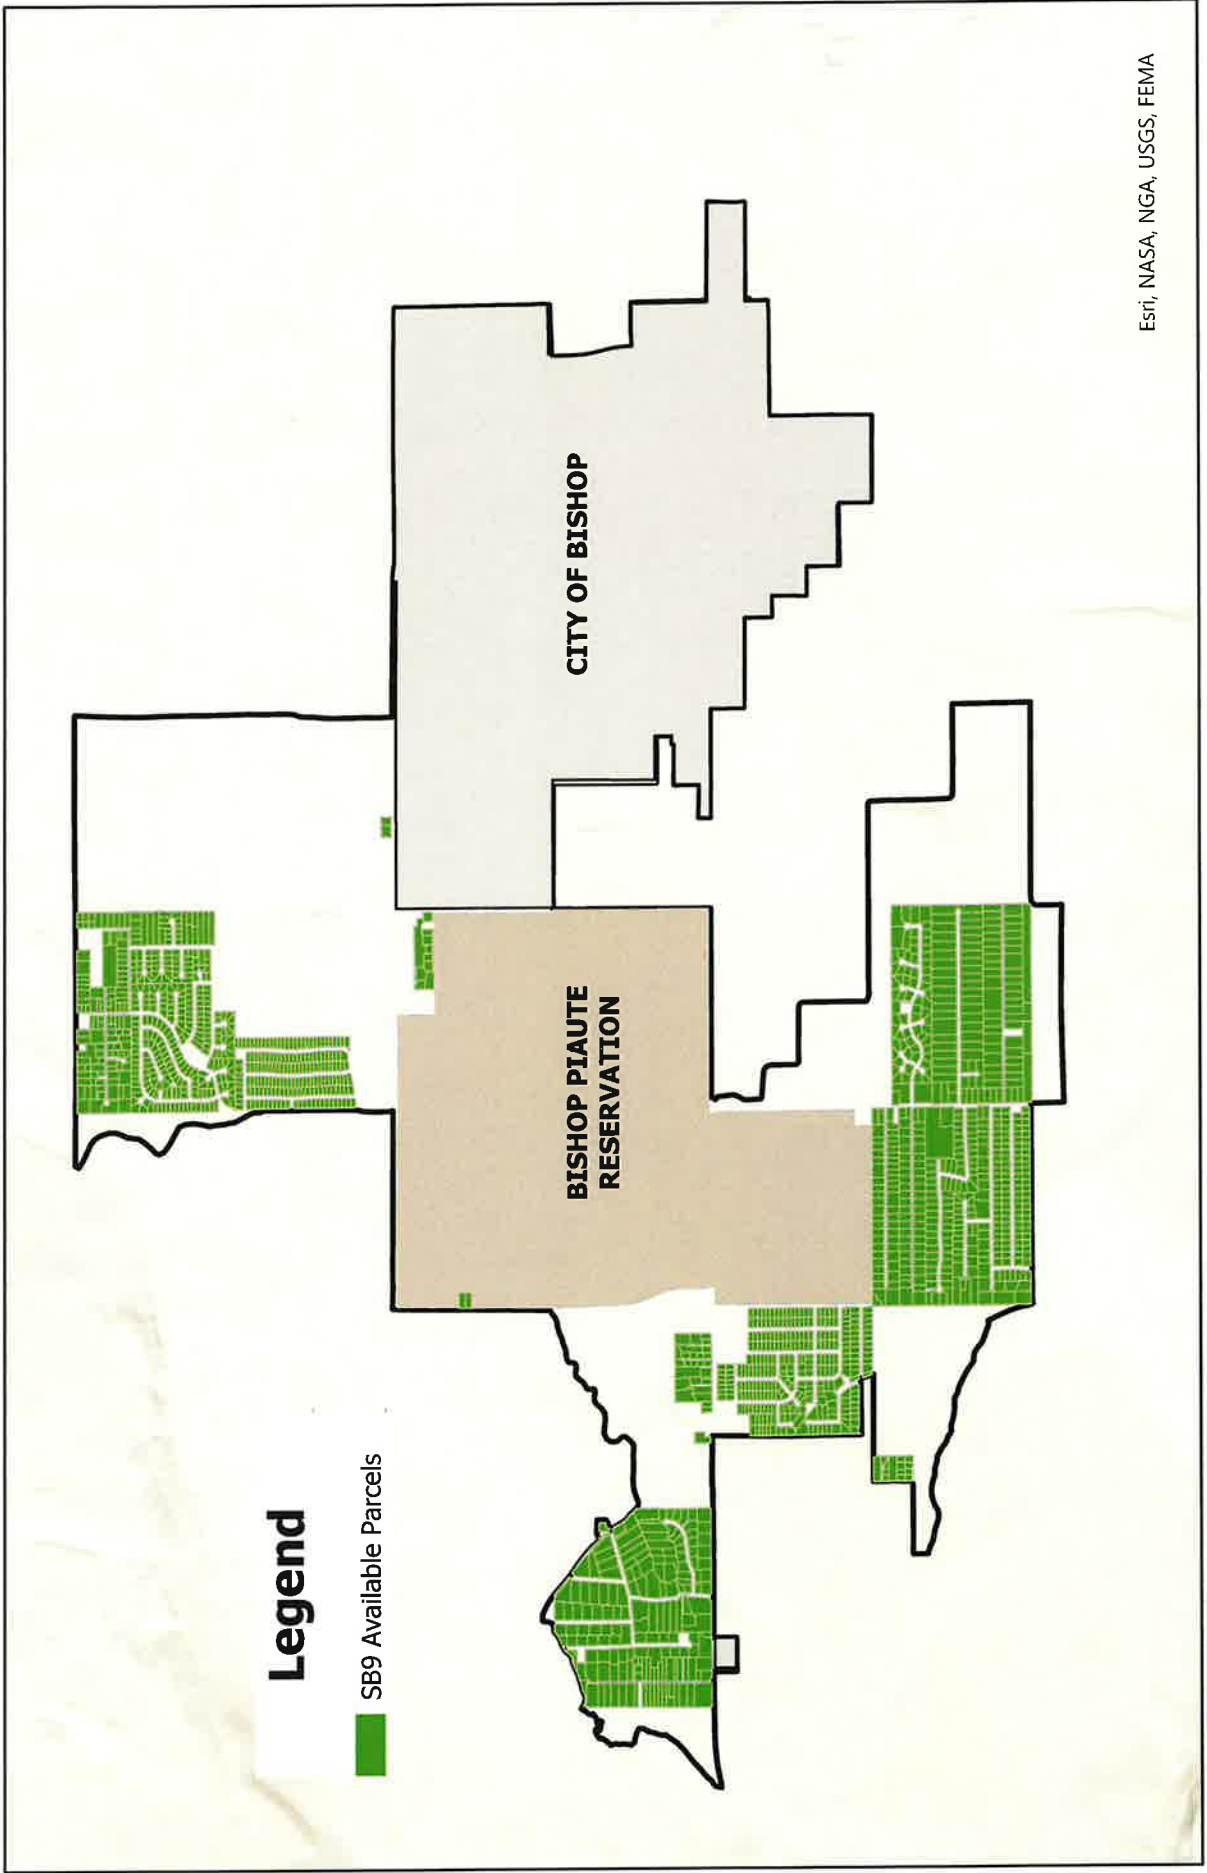 CITY OF BISHOP
BISHOP PIAUTE
RESERVATION
Legend
SB9 Available Parcels
Esri, NASA, NGA, USGS, FEMA